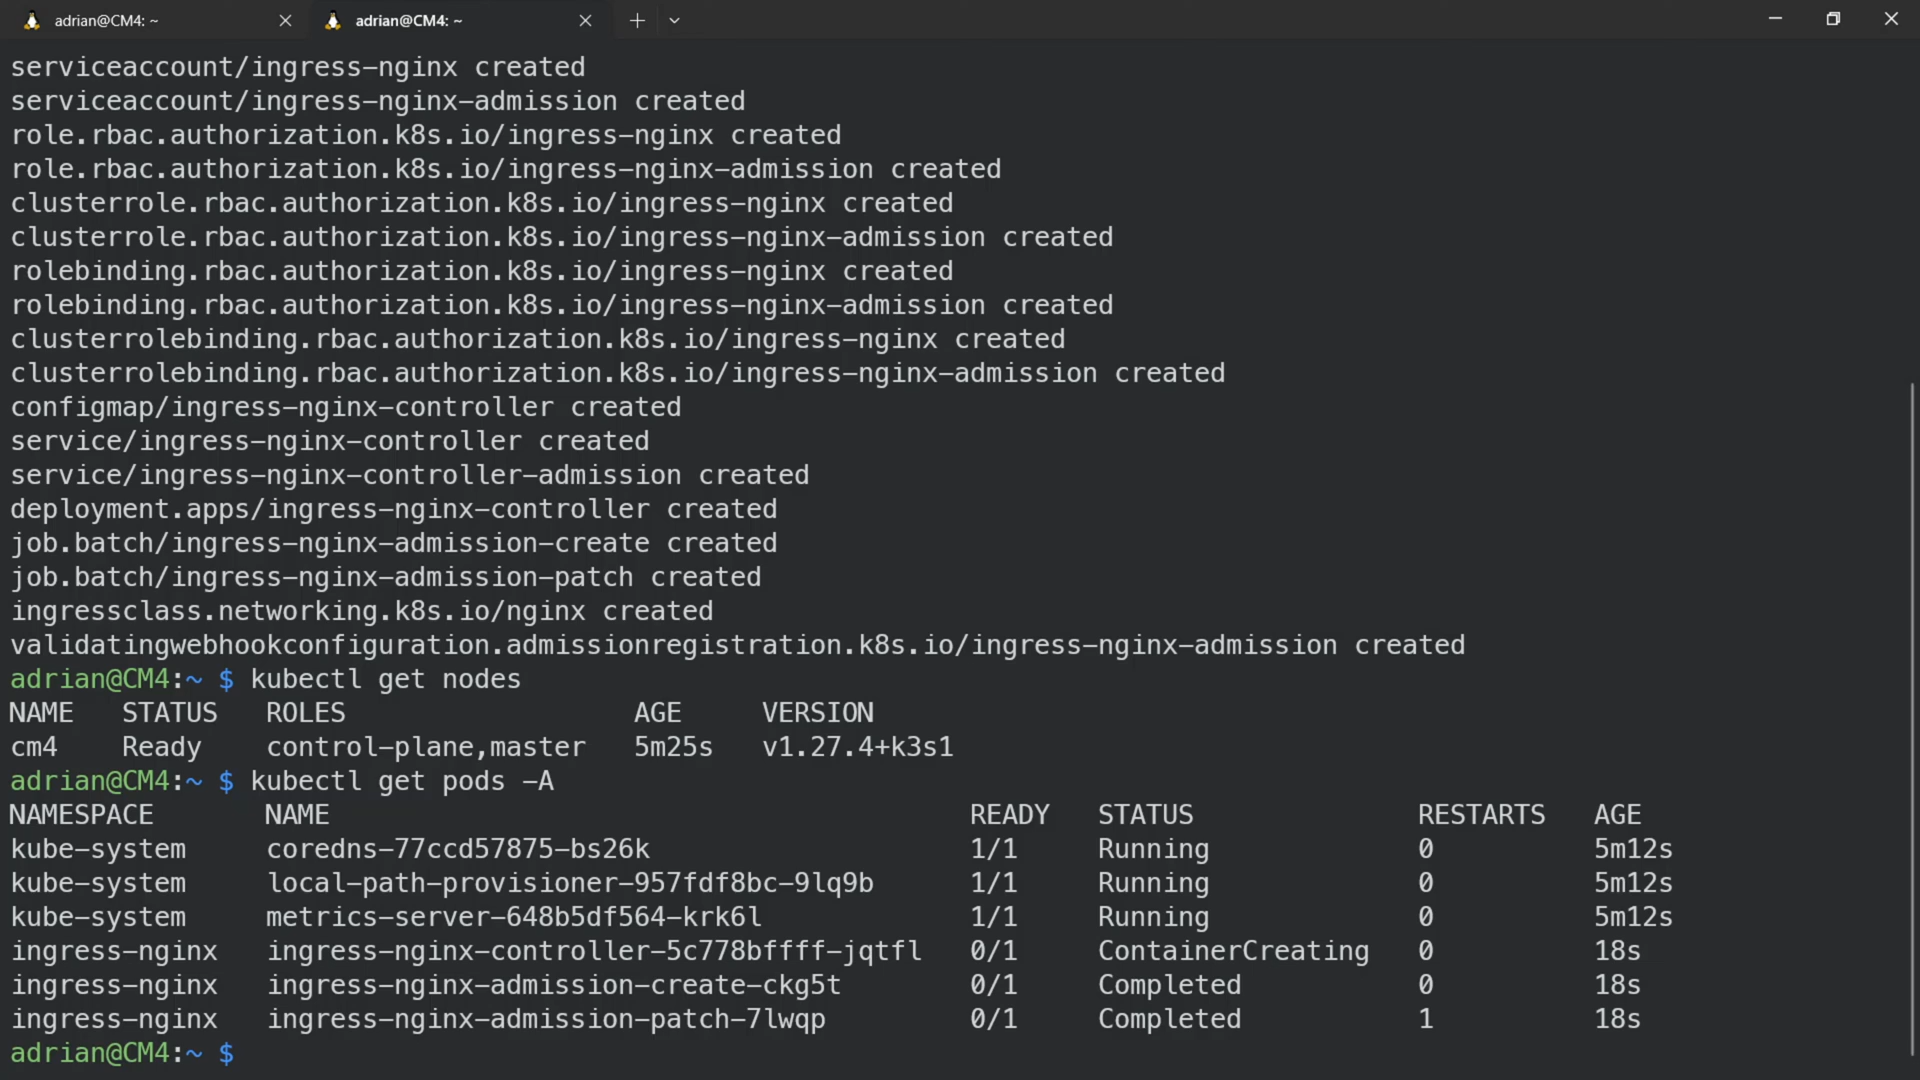 adrian@CM4: ~
adrian@CM4: ~
serviceaccount/ingress-nginx created
serviceaccount/ingress-nginx-admission created
role.rbac.authorization.k8s.io/ingress-nginx created
role.rbac.authorization.k8s.io/ingress-nginx-admission created
clusterrole.rbac.authorization.k8s.io/ingress-nginx created
clusterrole.rbac.authorization.k8s.io/ingress-nginx-admission created
rolebinding.rbac.authorization.k8s.io/ingress-nginx created
rolebinding.rbac.authorization.k8s.io/ingress-nginx-admission created
clusterrolebinding.rbac.authorization.k8s.io/ingress-nginx created
clusterrolebinding.rbac.authorization.k8s.io/ingress-nginx-admission created
configmap/ingress-nginx-controller created
service/ingress-nginx-controller created
service/ingress-nginx-controller-admission created
deployment.apps/ingress-nginx-controller created
job.batch/ingress-nginx-admission-create created
job.batch/ingress-nginx-admission-patch created
ingressclass.networking.k8s.io/nginx created
validatingwebhookconfiguration.admissionregistration.k8s.io/ingress-nginx-admission created
adrian@CM4:~ $ kubectl get nodes
NAME   STATUS   ROLES                  AGE     VERSION
cm4    Ready    control-plane,master   5m25s   v1.27.4+k3s1
adrian@CM4:~ $ kubectl get pods -A
NAMESPACE       NAME                                        READY   STATUS              RESTARTS   AGE
kube-system     coredns-77ccd57875-bs26k                    1/1     Running             0          5m12s
kube-system     local-path-provisioner-957fdf8bc-9lq9b      1/1     Running             0          5m12s
kube-system     metrics-server-648b5df564-krk6l             1/1     Running             0          5m12s
ingress-nginx   ingress-nginx-controller-5c778bffff-jqtfl   0/1     ContainerCreating   0          18s
ingress-nginx   ingress-nginx-admission-create-ckg5t        0/1     Completed           0          18s
ingress-nginx   ingress-nginx-admission-patch-7lwqp         0/1     Completed           1          18s
adrian@CM4:~ $